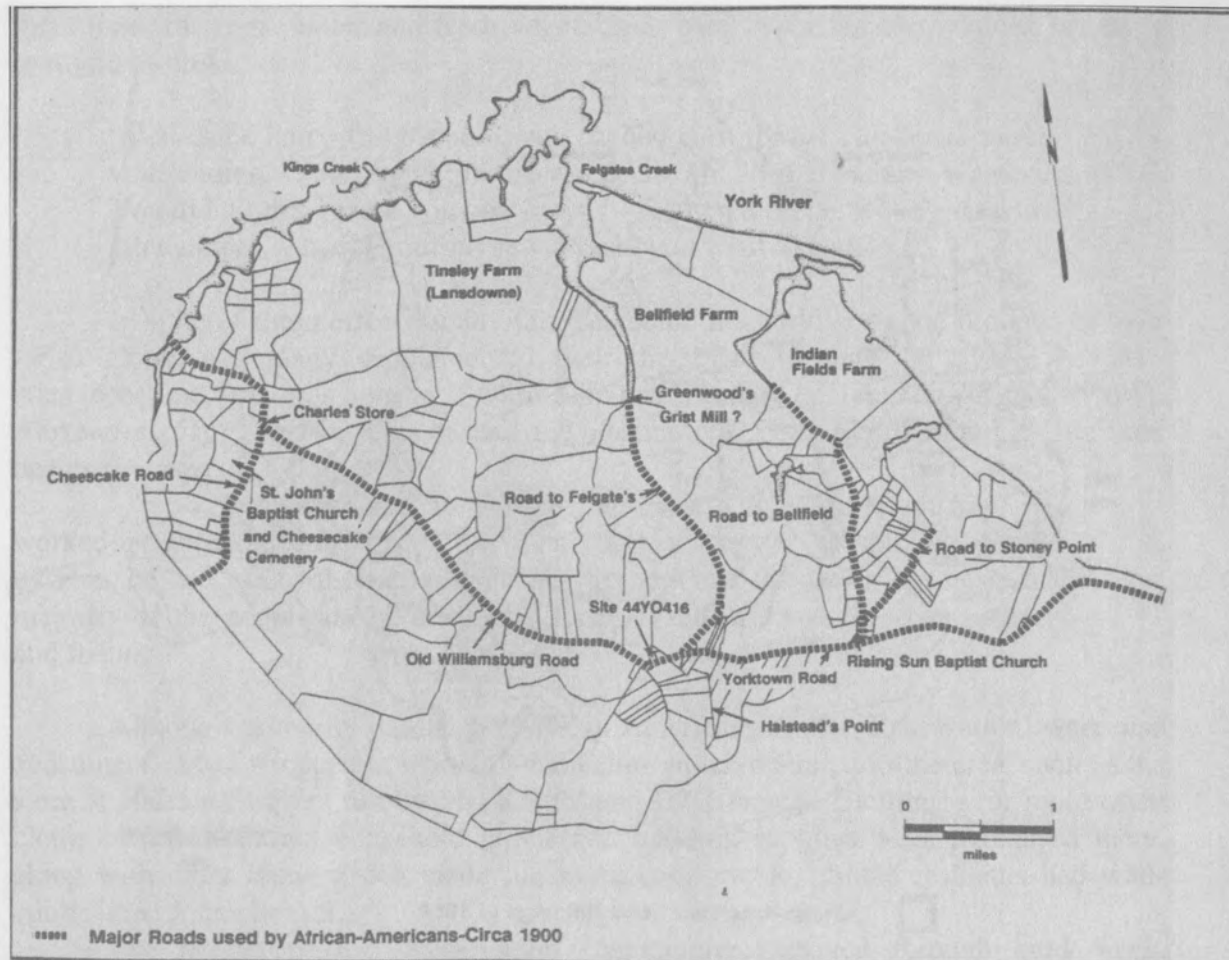 Kings Creek
Felgates Creek
York River
Tinsley Farm
(Lansdowne)
Bellfield Farm
Indian
Fields Farm
Greenwood's
Grist Mill ?
Charles' Store
Cheescake Road
St. John's
Baptist Church
and Cheesecake
Cemetery
Road to Felgate's
Road to Bellfield
Road to Stoney Point
Site 44YO416
Old Williamsburg Road
Rising Sun Baptist Church
Yorktown Road
Halstead's Point
0 1
miles
Major Roads used by African-Americans-Circa 1900